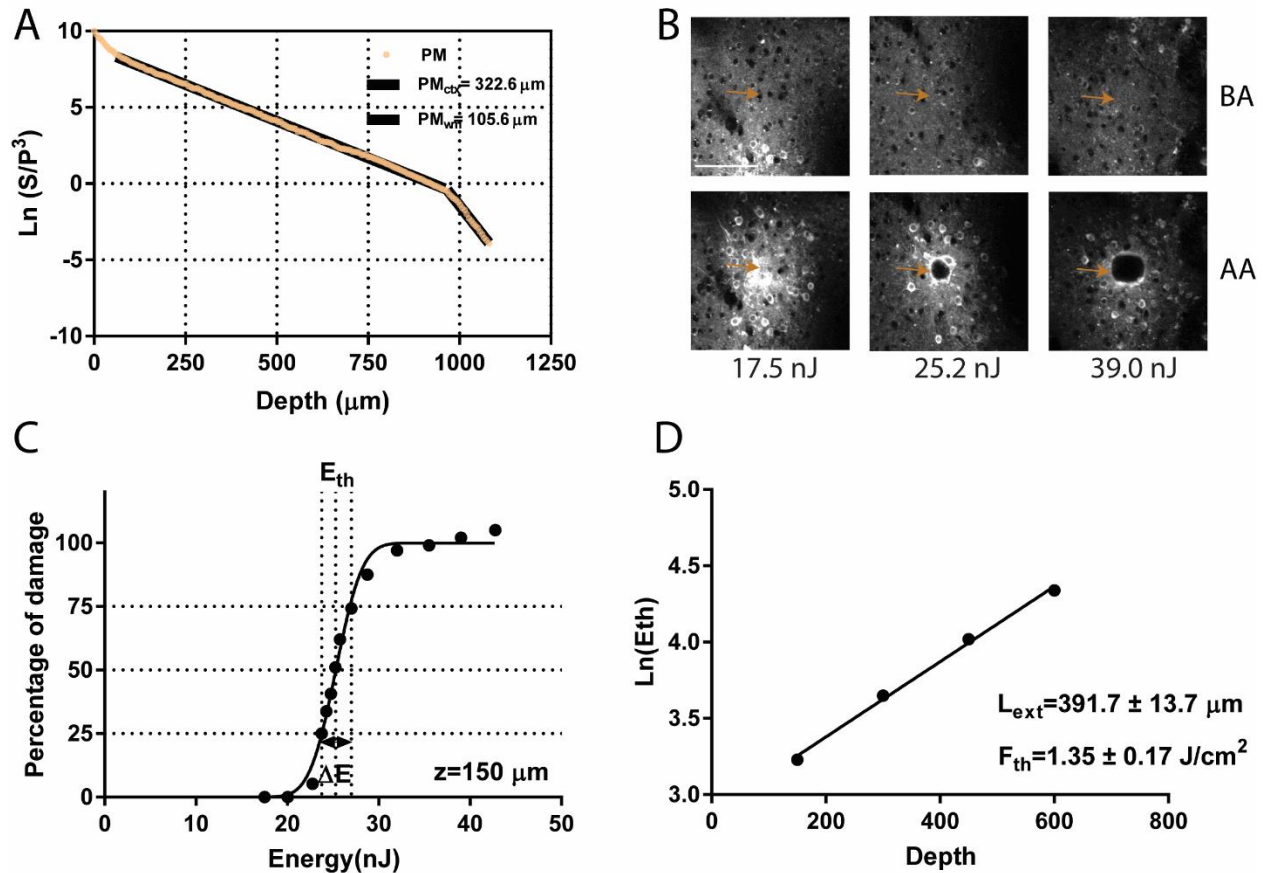 A
Ln (S/P³)
10
5
0
-5
-10
PM
PMctx= 322.6 μm
PMwm= 105.6 μm
0 250 500 750 1000 1250
Depth (μm)
B
BA
AA
17.5 nJ 25.2 nJ 39.0 nJ
C
Eth
Percentage of damage
100
75
50
25
0
ΔE
z=150 μm
0 10 20 30 40 50
Energy(nJ)
D
Ln(Eth)
5.0
4.5
4.0
3.5
3.0
Lext=391.7 ± 13.7 μm
Fth=1.35 ± 0.17 J/cm²
0 200 400 600 800
Depth